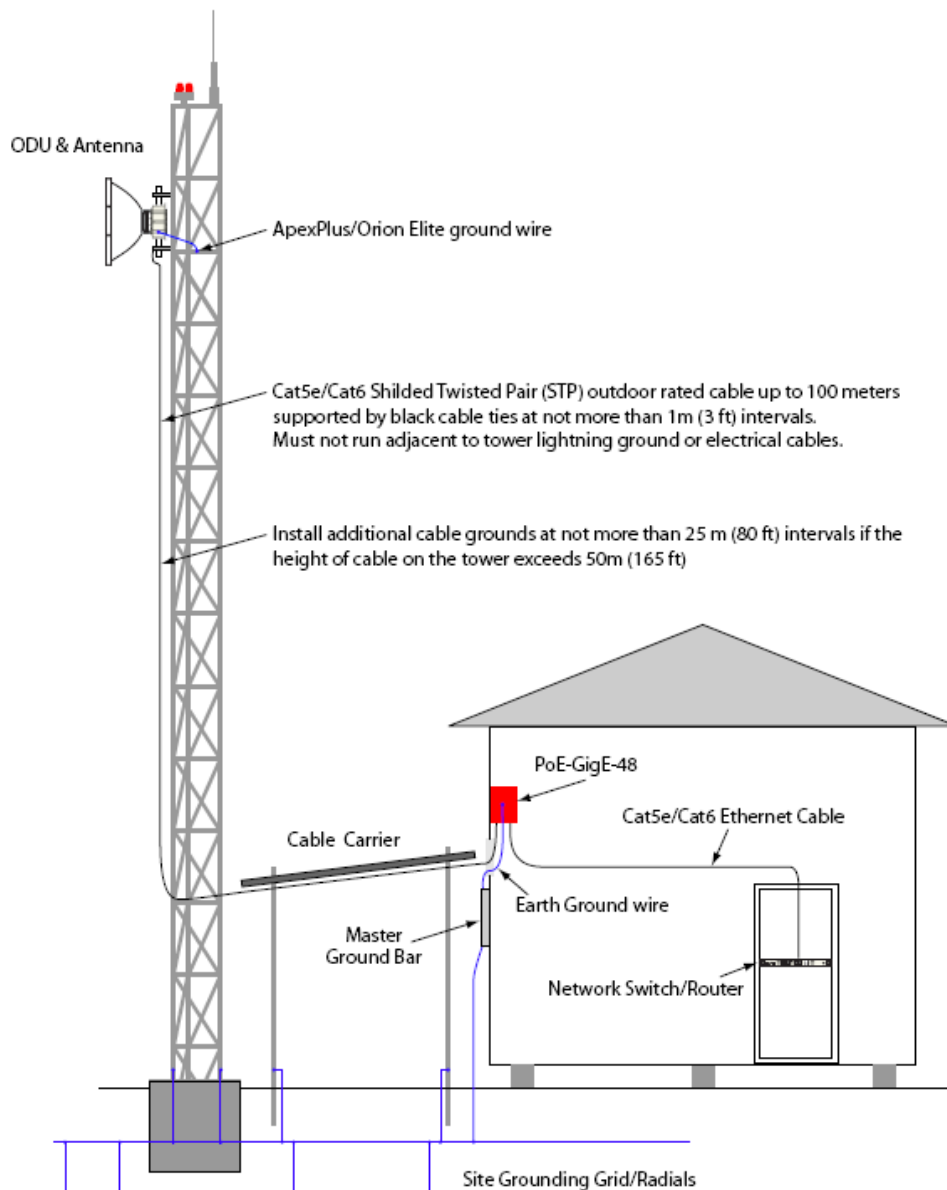 ODU & Antenna
ApexPlus/Orion Elite ground wire
Cat5e/Cat6 Shilded Twisted Pair (STP) outdoor rated cable up to 100 meters
supported by black cable ties at not more than 1m (3 ft) intervals.
Must not run adjacent to tower lightning ground or electrical cables.
Install additional cable grounds at not more than 25 m (80 ft) intervals if the
height of cable on the tower exceeds 50m (165 ft)
PoE-GigE-48
Cat5e/Cat6 Ethernet Cable
Cable Carrier
Earth Ground wire
Master
Ground Bar
Network Switch/Router
Site Grounding Grid/Radials